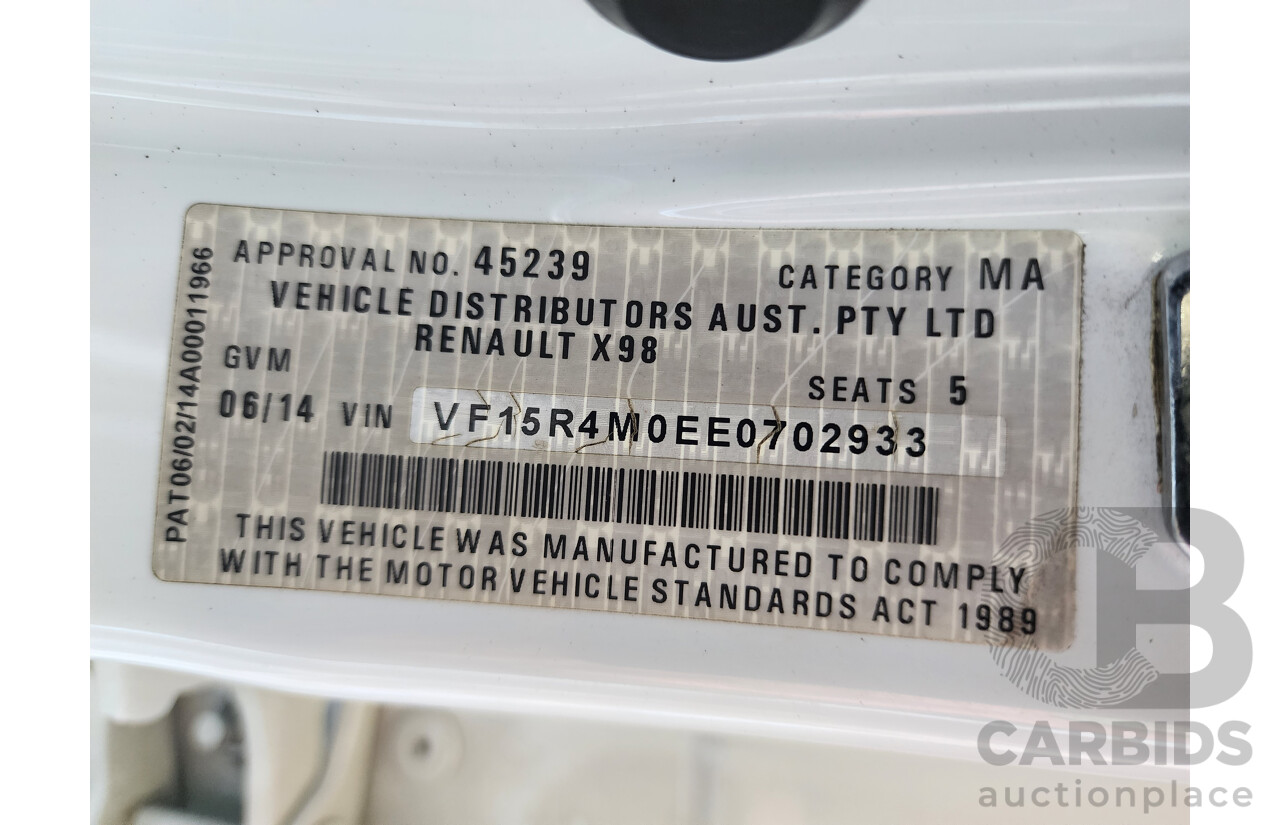 APPROVAL NO. 45239 CATEGORY MA
VEHICLE DISTRIBUTORS AUST. PTY LTD
RENAULT X98
GVM SEATS 5
06/14 VIN VF15R4M0EE0702933
THIS VEHICLE WAS MANUFACTURED TO COMPLY
WITH THE MOTOR VEHICLE STANDARDS ACT 1989
PAT06/02/14A00011966
CB
CARBIDS
auctionplace